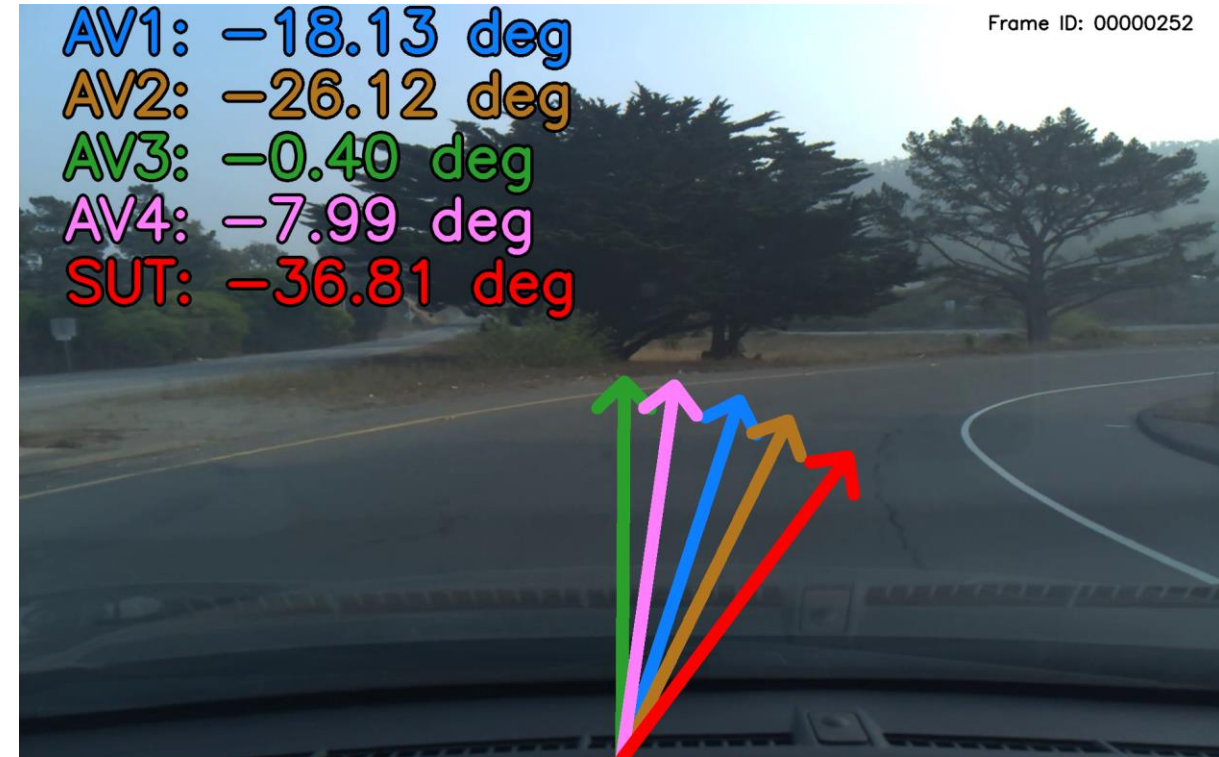 AV1: -18.13 deg
Frame ID: 00000252
AV2: -26.12 deg
AV3: -0.40 deg
AV4: -7.99 deg
SUT: -36.81 deg